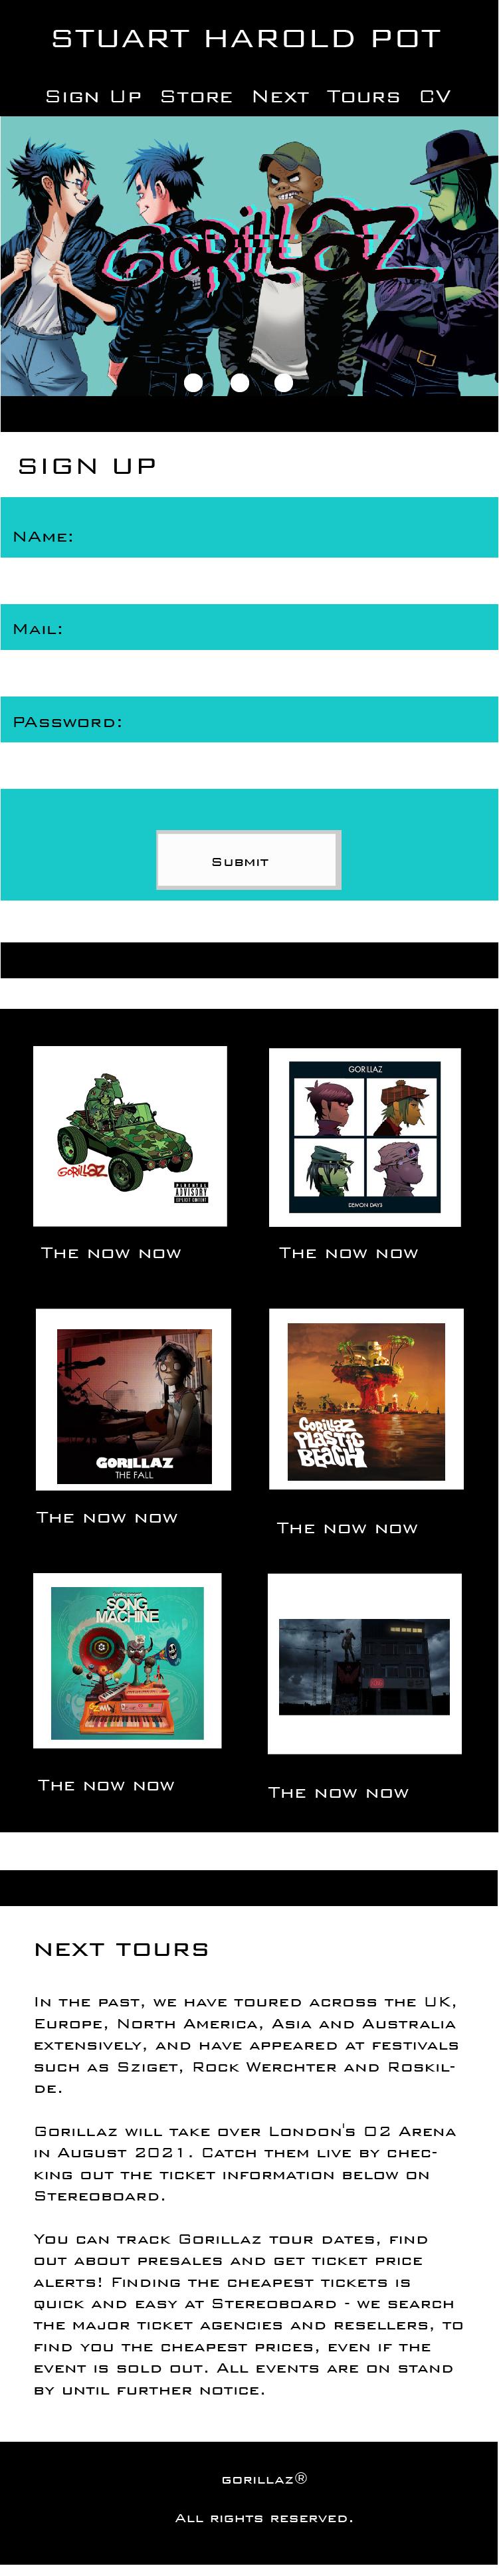 STUART HAROLD POT
Sign Up Store Next Tours CV
GORILLAZ
SIGN UP
NAme:
Mail:
PAssword:
Submit
GORILLAZ
PARENTAL
ADVISORY
EXPLICIT CONTENT
The now now
GORILLAZ
DEMON DAYS
The now now
GORILLAZ
THE FALL
The now now
GORILLAZ
PLASTIC
BEACH
The now now
SONG
MACHINE
The now now
The now now
NEXT TOURS
In the past, we have toured across the UK,
Europe, North America, Asia and Australia
extensively, and have appeared at festivals
such as Sziget, Rock Werchter and Roskil-
de.
Gorillaz will take over London's O2 Arena
in August 2021. Catch them live by chec-
king out the ticket information below on
Stereoboard.
You can track Gorillaz tour dates, find
out about presales and get ticket price
alerts! Finding the cheapest tickets is
quick and easy at Stereoboard - we search
the major ticket agencies and resellers, to
find you the cheapest prices, even if the
event is sold out. All events are on stand
by until further notice.
gorillaz®
All rights reserved.